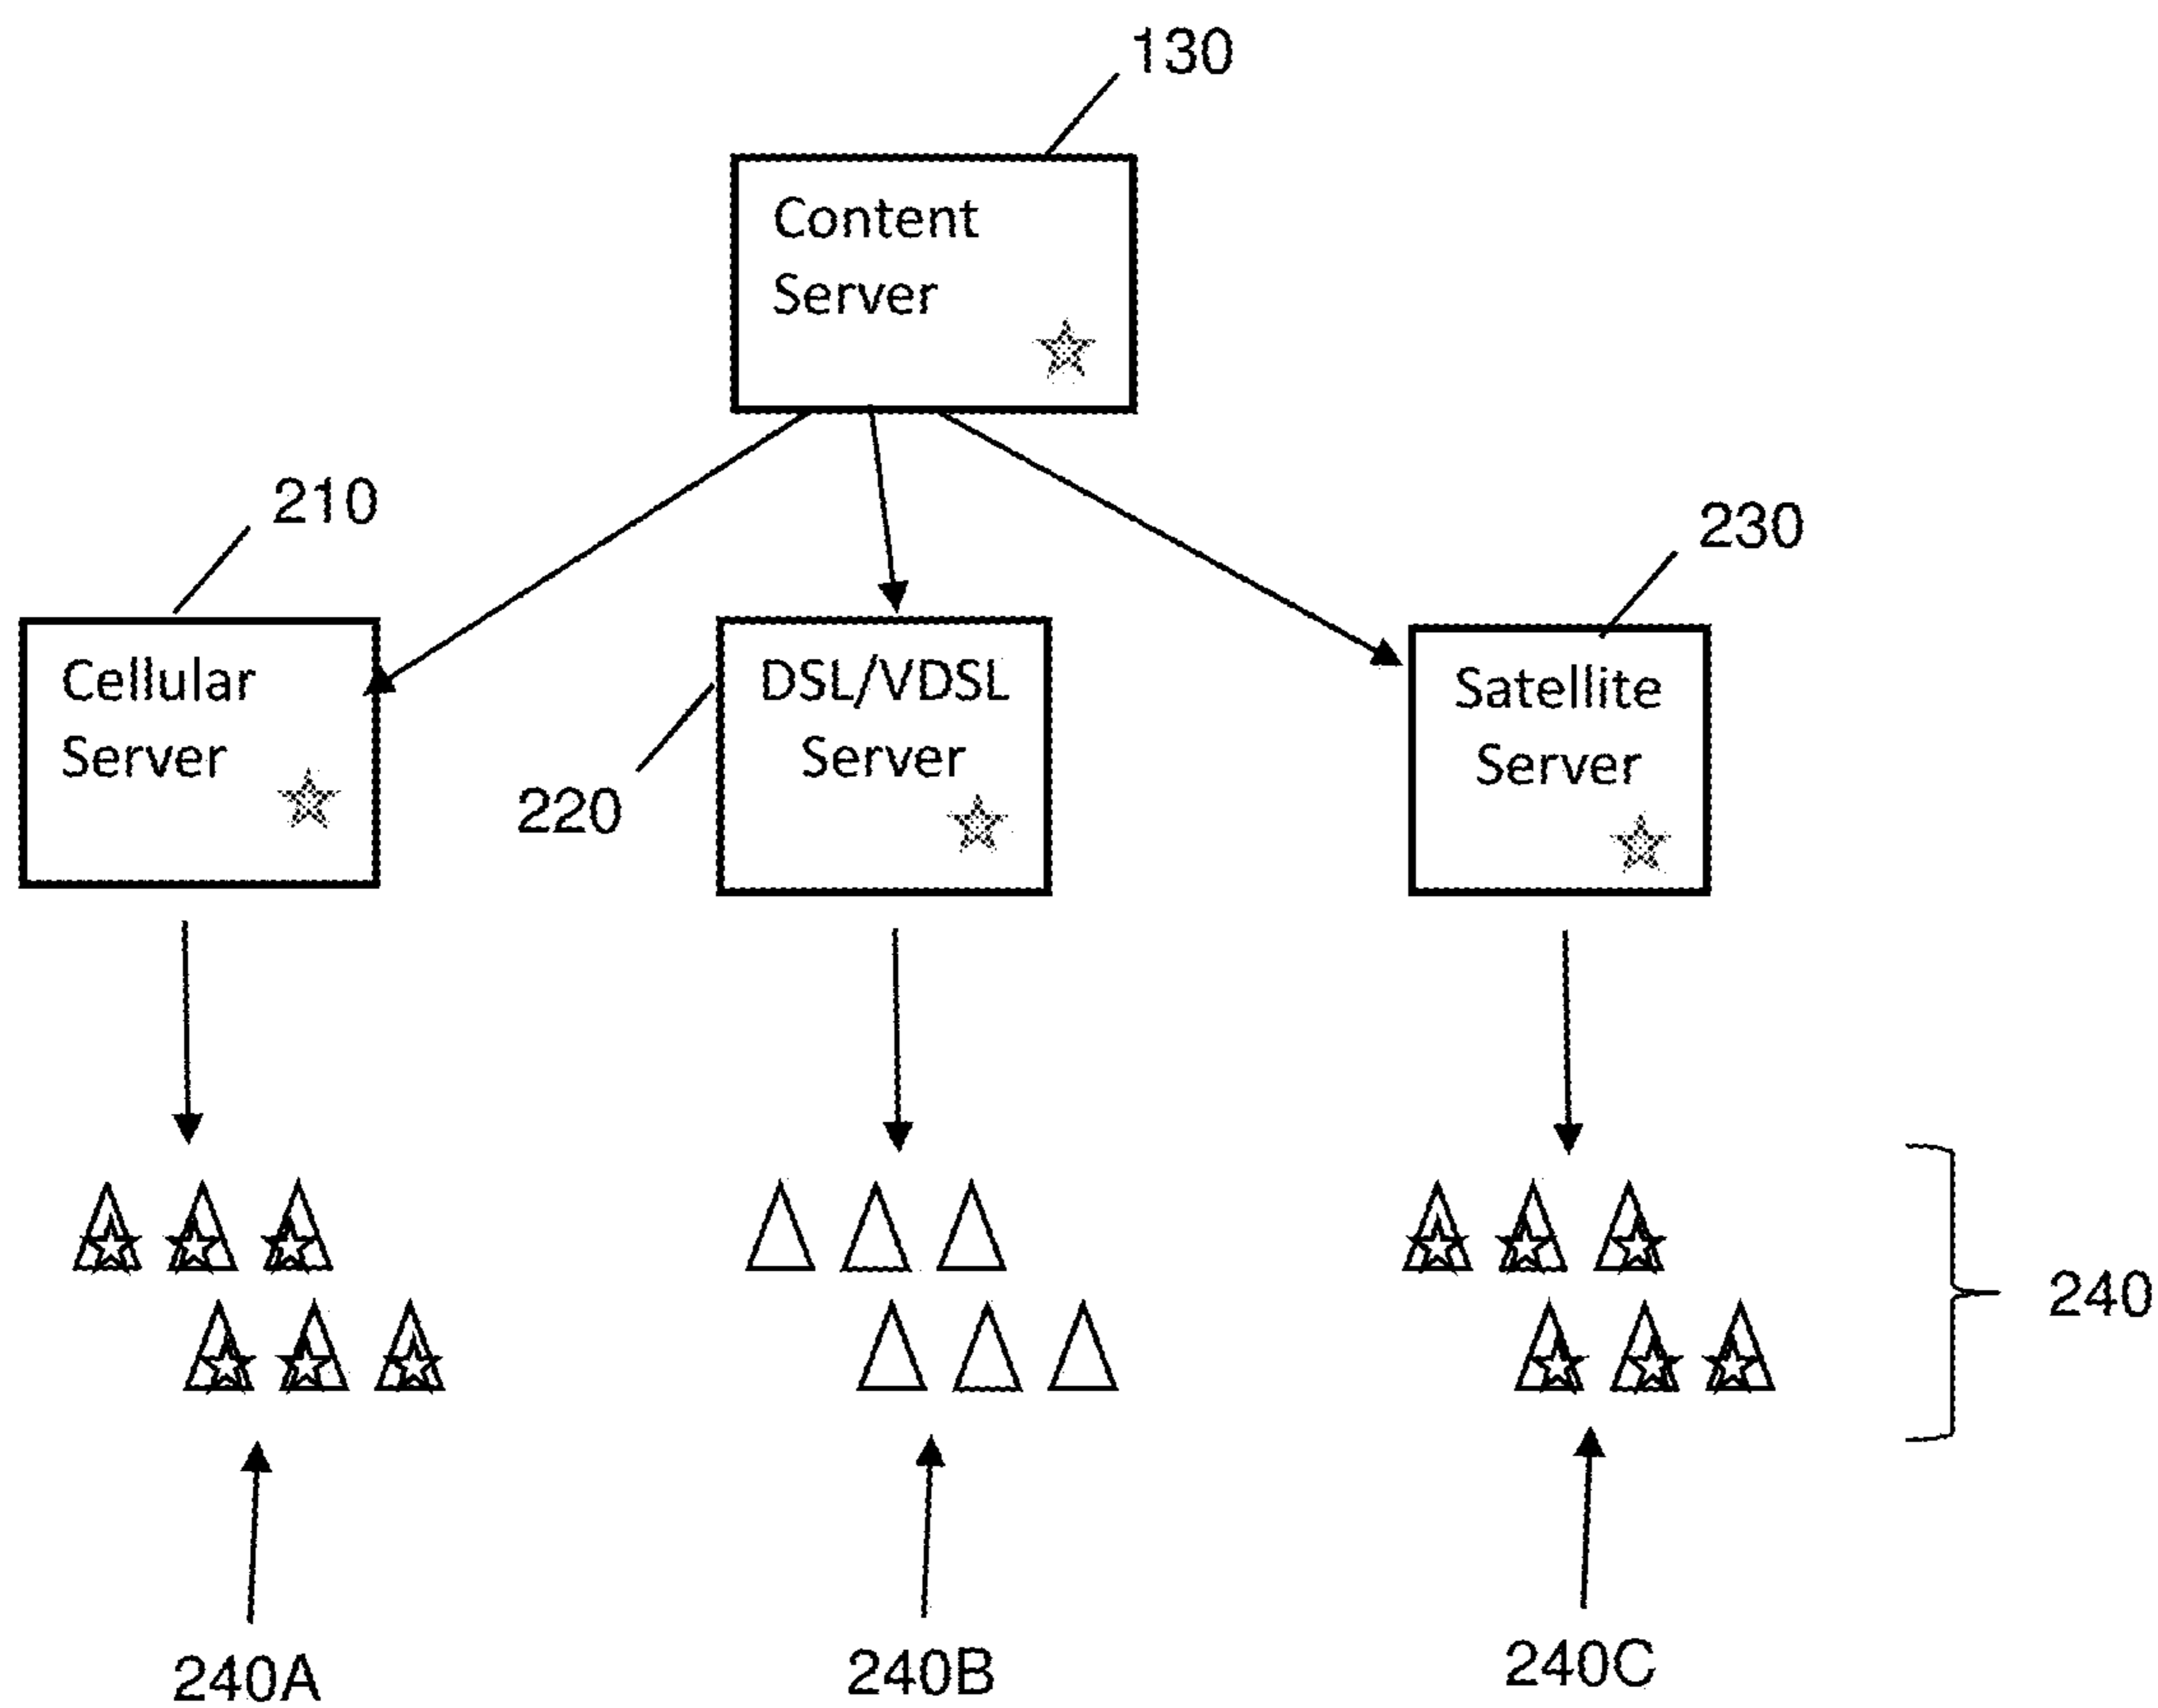 130
Content
Server
210
230
Cellular
Server
DSL/VDSL
Server
Satellite
Server
220
240
240A
240B
240C